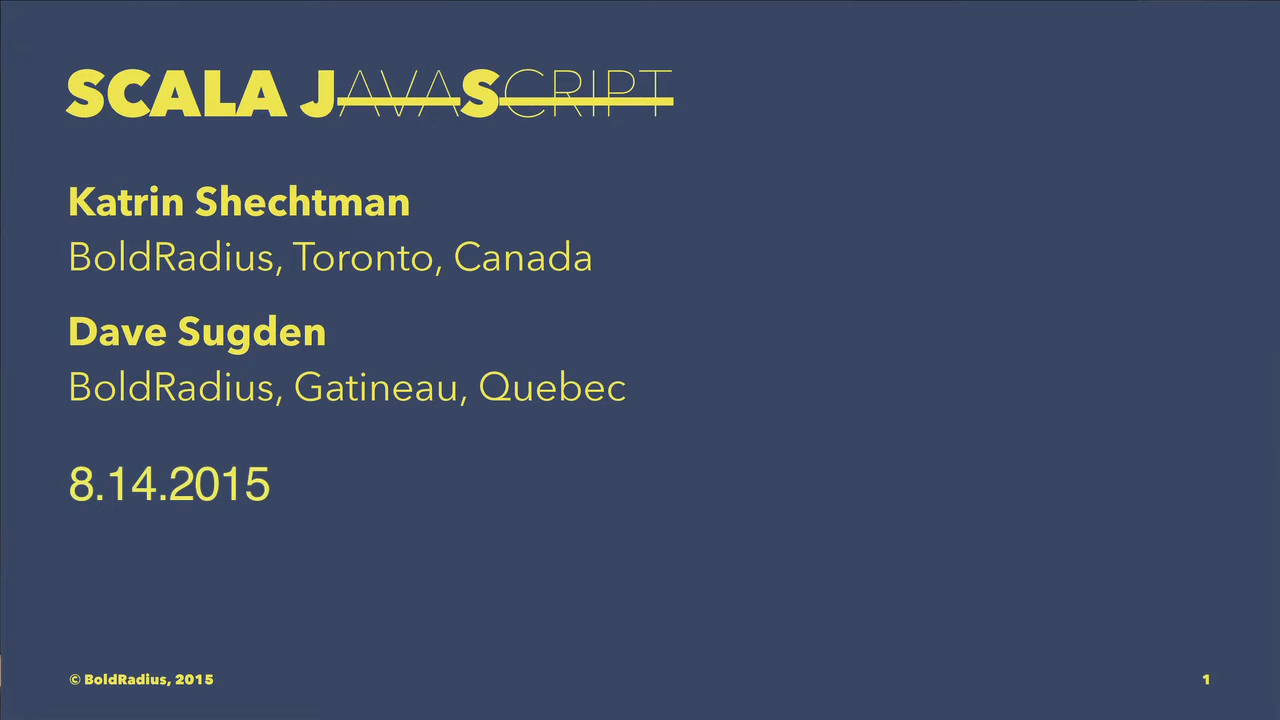 SCALA JAVASCRIPT
Katrin Shechtman
BoldRadius, Toronto, Canada
Dave Sugden
BoldRadius, Gatineau, Quebec
8.14.2015
© BoldRadius, 2015
1